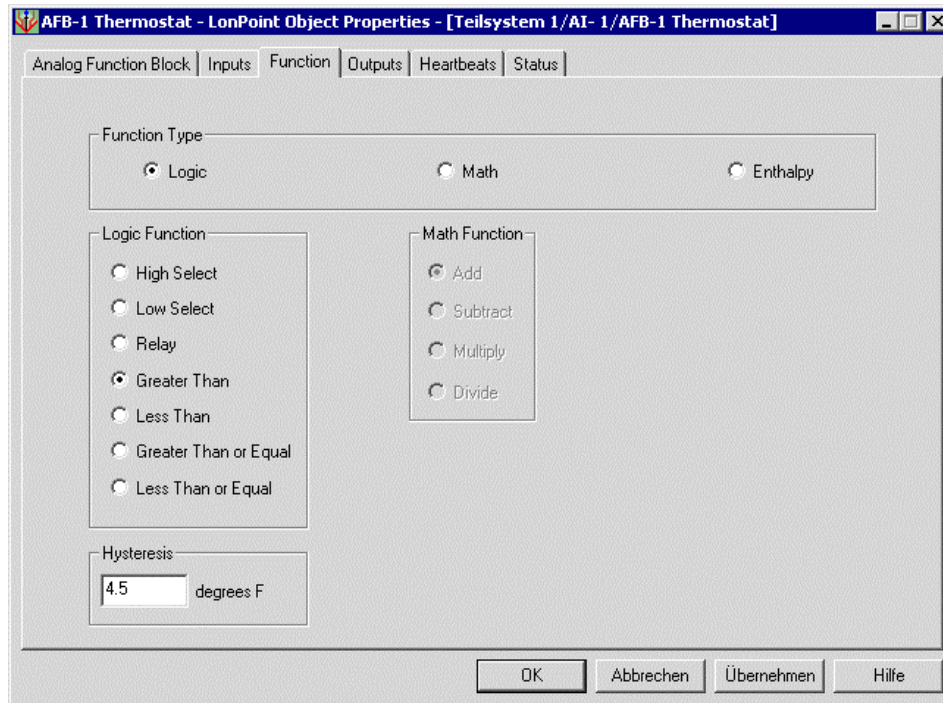 AFB-1 Thermostat - LonPoint Object Properties - [Teilsystem 1/AI- 1/AFB-1 Thermostat]
Analog Function Block Inputs Function Outputs Heartbeats Status
Function Type
Logic Math Enthalpy
Logic Function
High Select
Low Select
Relay
Greater Than
Less Than
Greater Than or Equal
Less Than or Equal
Math Function
Add
Subtract
Multiply
Divide
Hysteresis
4.5 degrees F
OK Abbrechen Übernehmen Hilfe